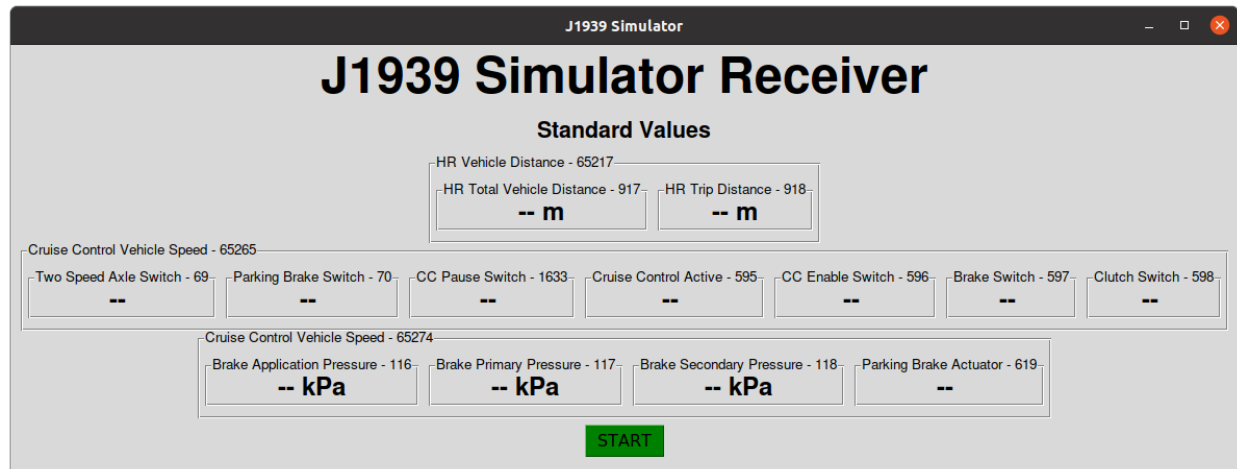 J1939 Simulator
J1939 Simulator Receiver
Standard Values
HR Vehicle Distance - 65217
HR Total Vehicle Distance - 917 HR Trip Distance - 918
-- m -- m
Cruise Control Vehicle Speed - 65265
Two Speed Axle Switch - 69 Parking Brake Switch - 70 CC Pause Switch - 1633 Cruise Control Active - 595 CC Enable Switch - 596 Brake Switch - 597 Clutch Switch - 598
-- -- -- -- -- -- --
Cruise Control Vehicle Speed - 65274
Brake Application Pressure - 116 Brake Primary Pressure - 117 Brake Secondary Pressure - 118 Parking Brake Actuator - 619
-- kPa -- kPa -- kPa --
START